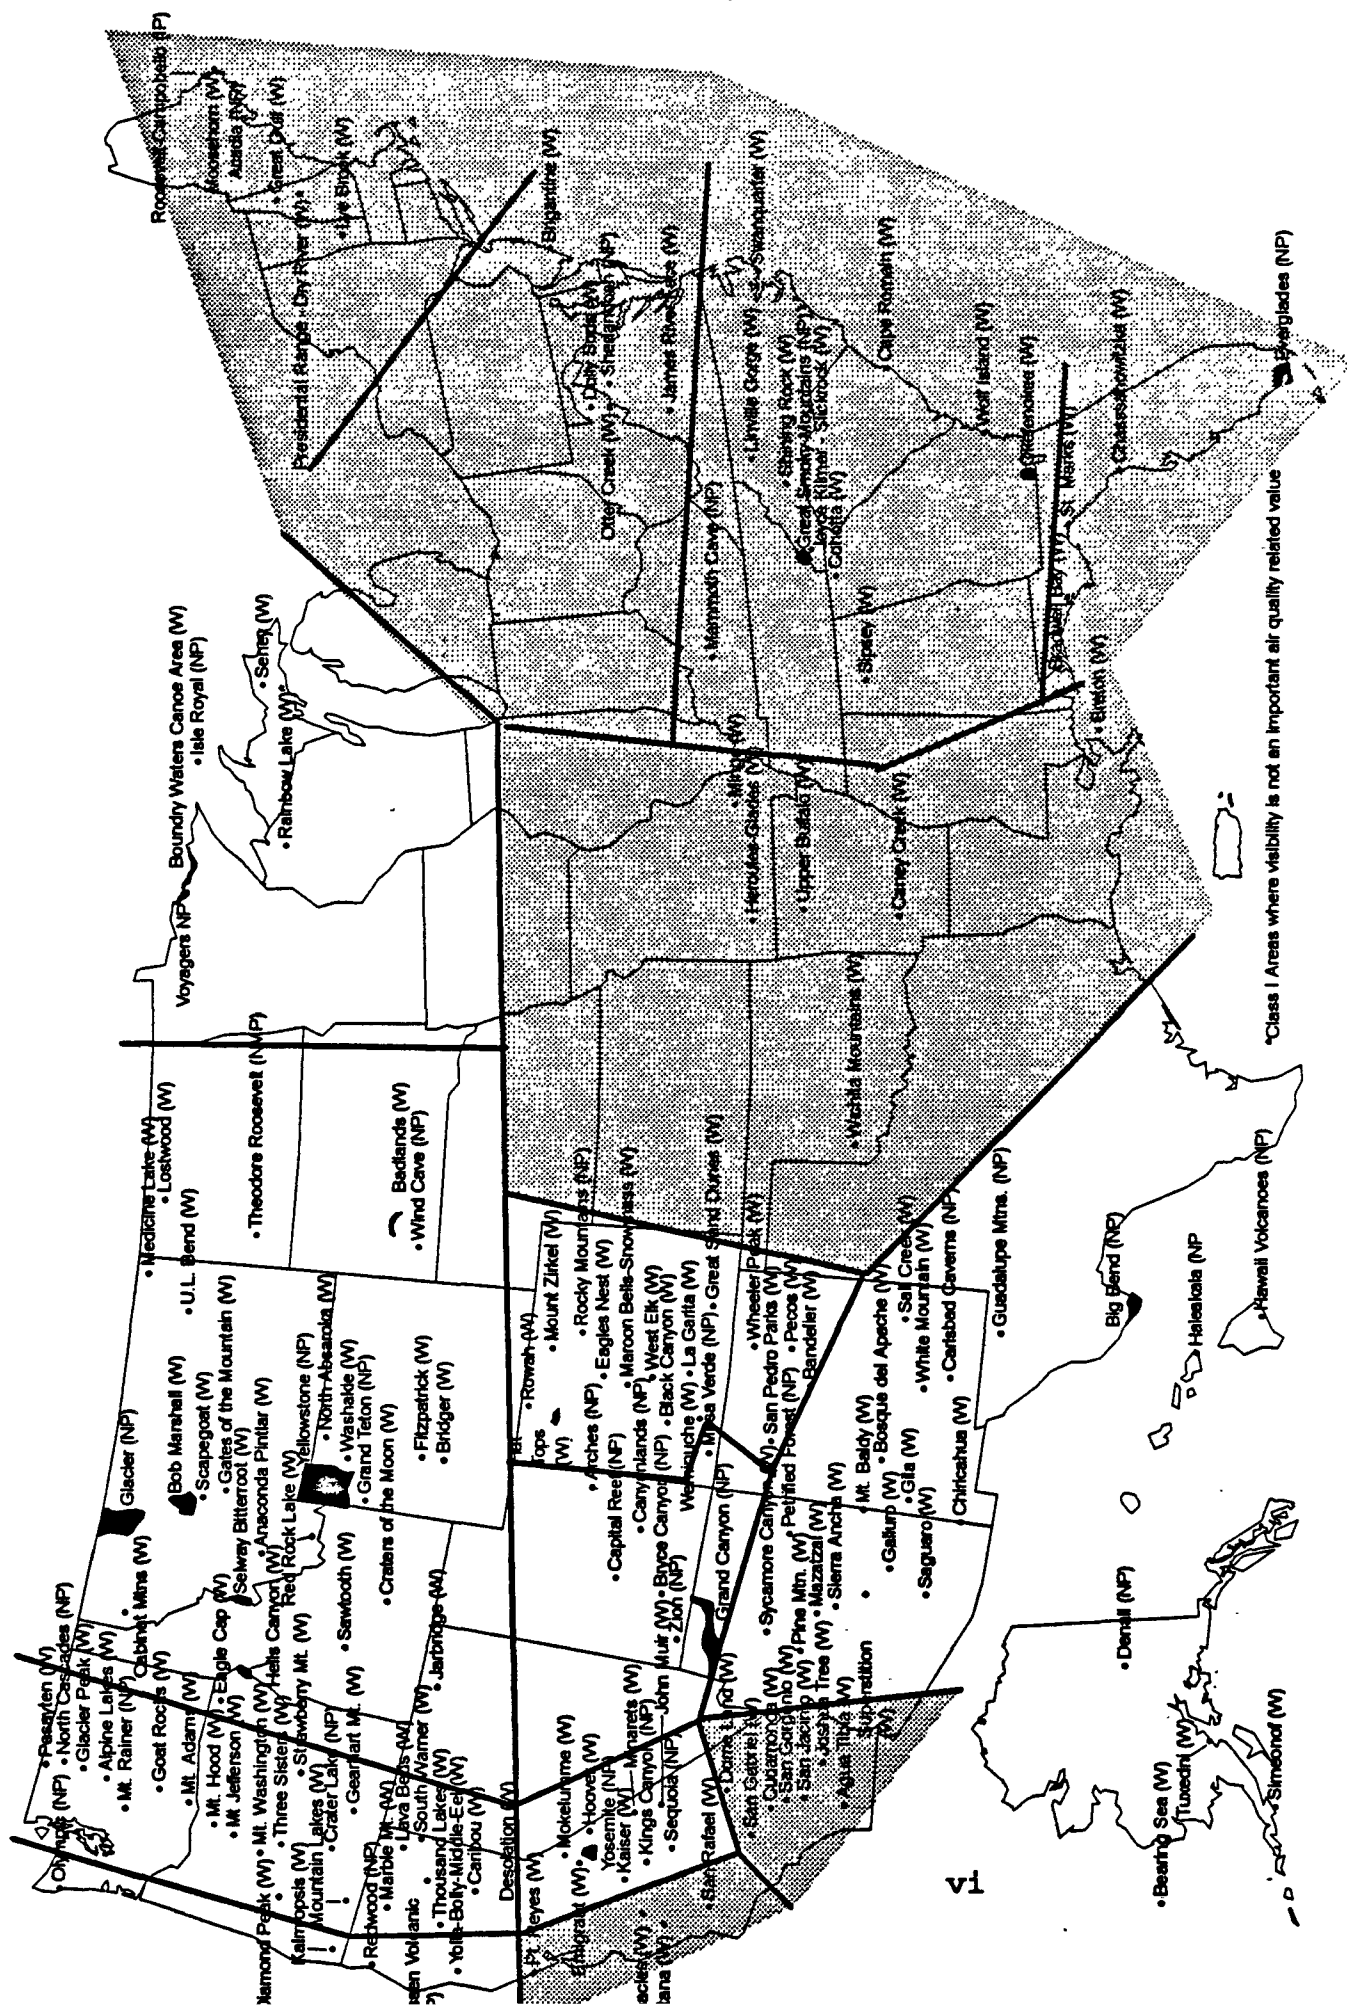 Pasayten (W)
North Cascades (NP)
Glacier Peak (W)
Alpine Lakes (W)
Mt. Rainer (NP)
Goat Rocks (W)
Mt. Adams (W)
Mt. Hood (W)
Mt Jefferson (W)
Mt. Washington (W)
Three Sisters (W)
Strawberry Mt. (W)
Mountain Lakes (W)
Crater Lake (NP)
Gearhart Mt. (W)
Kalmiopsis (W)
Redwood (NP)
Marble Mt (W)
Lava Beds (W)
South Warner (W)
Thousand Lakes (W)
Yolla-Bolly-Middle-Eel (W)
Caribou (W)
Desolation (W)
Eagle Cap (W)
Hells Canyon (W)
Cabinet Mtns (W)
Glacier (NP)
Bob Marshall (W)
Scapegoat (W)
Gates of the Mountain (W)
Selway Bitterroot (W)
Anaconda Pintlar (W)
Red Rock Lake (W)
Yellowstone (NP)
North Absaroka (W)
Washakie (W)
Grand Teton (NP)
Sawtooth (W)
Craters of the Moon (W)
Fitzpatrick (W)
Bridger (W)
Jarbridge (W)
Medicine Lake (W)
Lostwood (W)
U.L. Bend (W)
Theodore Roosevelt (NMP)
Badlands (W)
Wind Cave (NP)
Voyagers NP
Boundry Waters Canoe Area (W)
Isle Royal (NP)
Seney (W)
Rainbow Lake (W)*
Roosevelt Campobello (IP)
Moosehorn (W)
Acadia (NP)
Great Gulf (W)
Presidential Range - Dry River (W)
Lye Brook (W)
Brigantine (W)
Dolly Sods (W)
Shenandoah (NP)
Otter Creek (W)
James River Face (W)
Mammoth Cave (NP)
Linville Gorge (W)
Swanquarter (W)
Shining Rock (W)
Great Smoky Mountains (NP)
Joyce Kilmer - Slickrock (W)
Cohutta (W)
Cape Romain (W)
Sipsey (W)
Wolf Island (W)
Okefenokee (W)
St. Marks (W)
Bradwell Bay (W)*
Chassahowitzka (W)
Everglades (NP)
Breton (W)
Mingo (W)
Hercules-Glades (W)
Upper Buffalo (W)
Caney Creek (W)
Wichita Mountains (W)
Rowah (W)
Mount Zirkel (W)
Tops
(W)
Rocky Mountains (NP)
Eagles Nest (W)
Maroon Bells-Snowmass (W)
West Elk (W)
Black Canyon (W)
La Garita (W)
Great Sand Dunes (W)
Weminuche (W)
Mesa Verde (NP)
Arches (NP)
Capital Reef (NP)
Canyonlands (NP)
Bryce Canyon (NP)
Zion (NP)
Grand Canyon (NP)
Wheeler Peak (W)
San Pedro Parks (W)
Pecos (W)
Bandelier (W)
Petrified Forest (NP)
Sycamore Canyon (W)
Bosque del Apache (W)
Salt Creek (W)
White Mountain (W)
Carlsbad Caverns (NP)
Guadalupe Mtns. (NP)
Mt. Baldy (W)
Gila (W)
Galiuro (W)
Saguaro (W)
Chiricahua (W)
Pine Mtn. (W)
Mazatzal (W)
Sierra Ancha (W)
Superstition
(W)
Pt. Reyes (W)
Mokelumne (W)
Emigrant (W)
Hoover (W)
Yosemite (NP)
Kaiser (W)
Minarets (W)
Kings Canyon (NP)
John Muir (W)
Sequoia (NP)
San Rafael (W)
Dome Land (W)
San Gabriel (W)
Cucamonga (W)
San Gorgonio (W)
San Jacinto (W)
Joshua Tree (W)
Agua Tibia (W)
Big Bend (NP)
Haleakala (NP
Hawaii Volcanoes (NP)
Denali (NP)
Bearing Sea (W)
Tuxedni (W)
Simeonof (W)
*Class I Areas where visibility is not an important air quality related value
vi